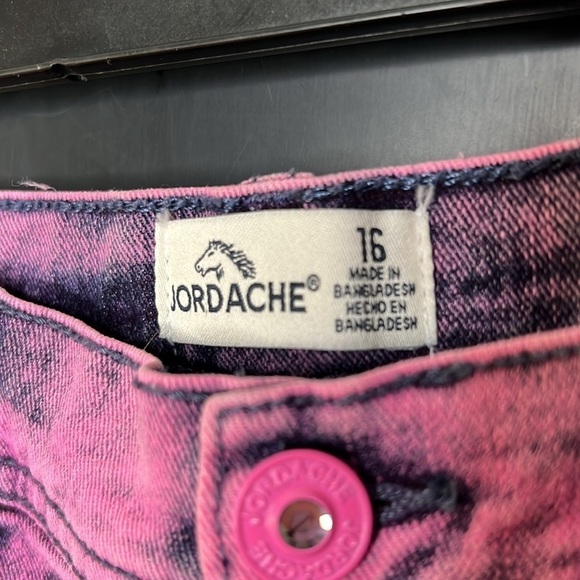 JORDACHE®
16
MADE IN
BANGLADESH
HECHO EN
BANGLADESH
JORDACHE
JORDACHE